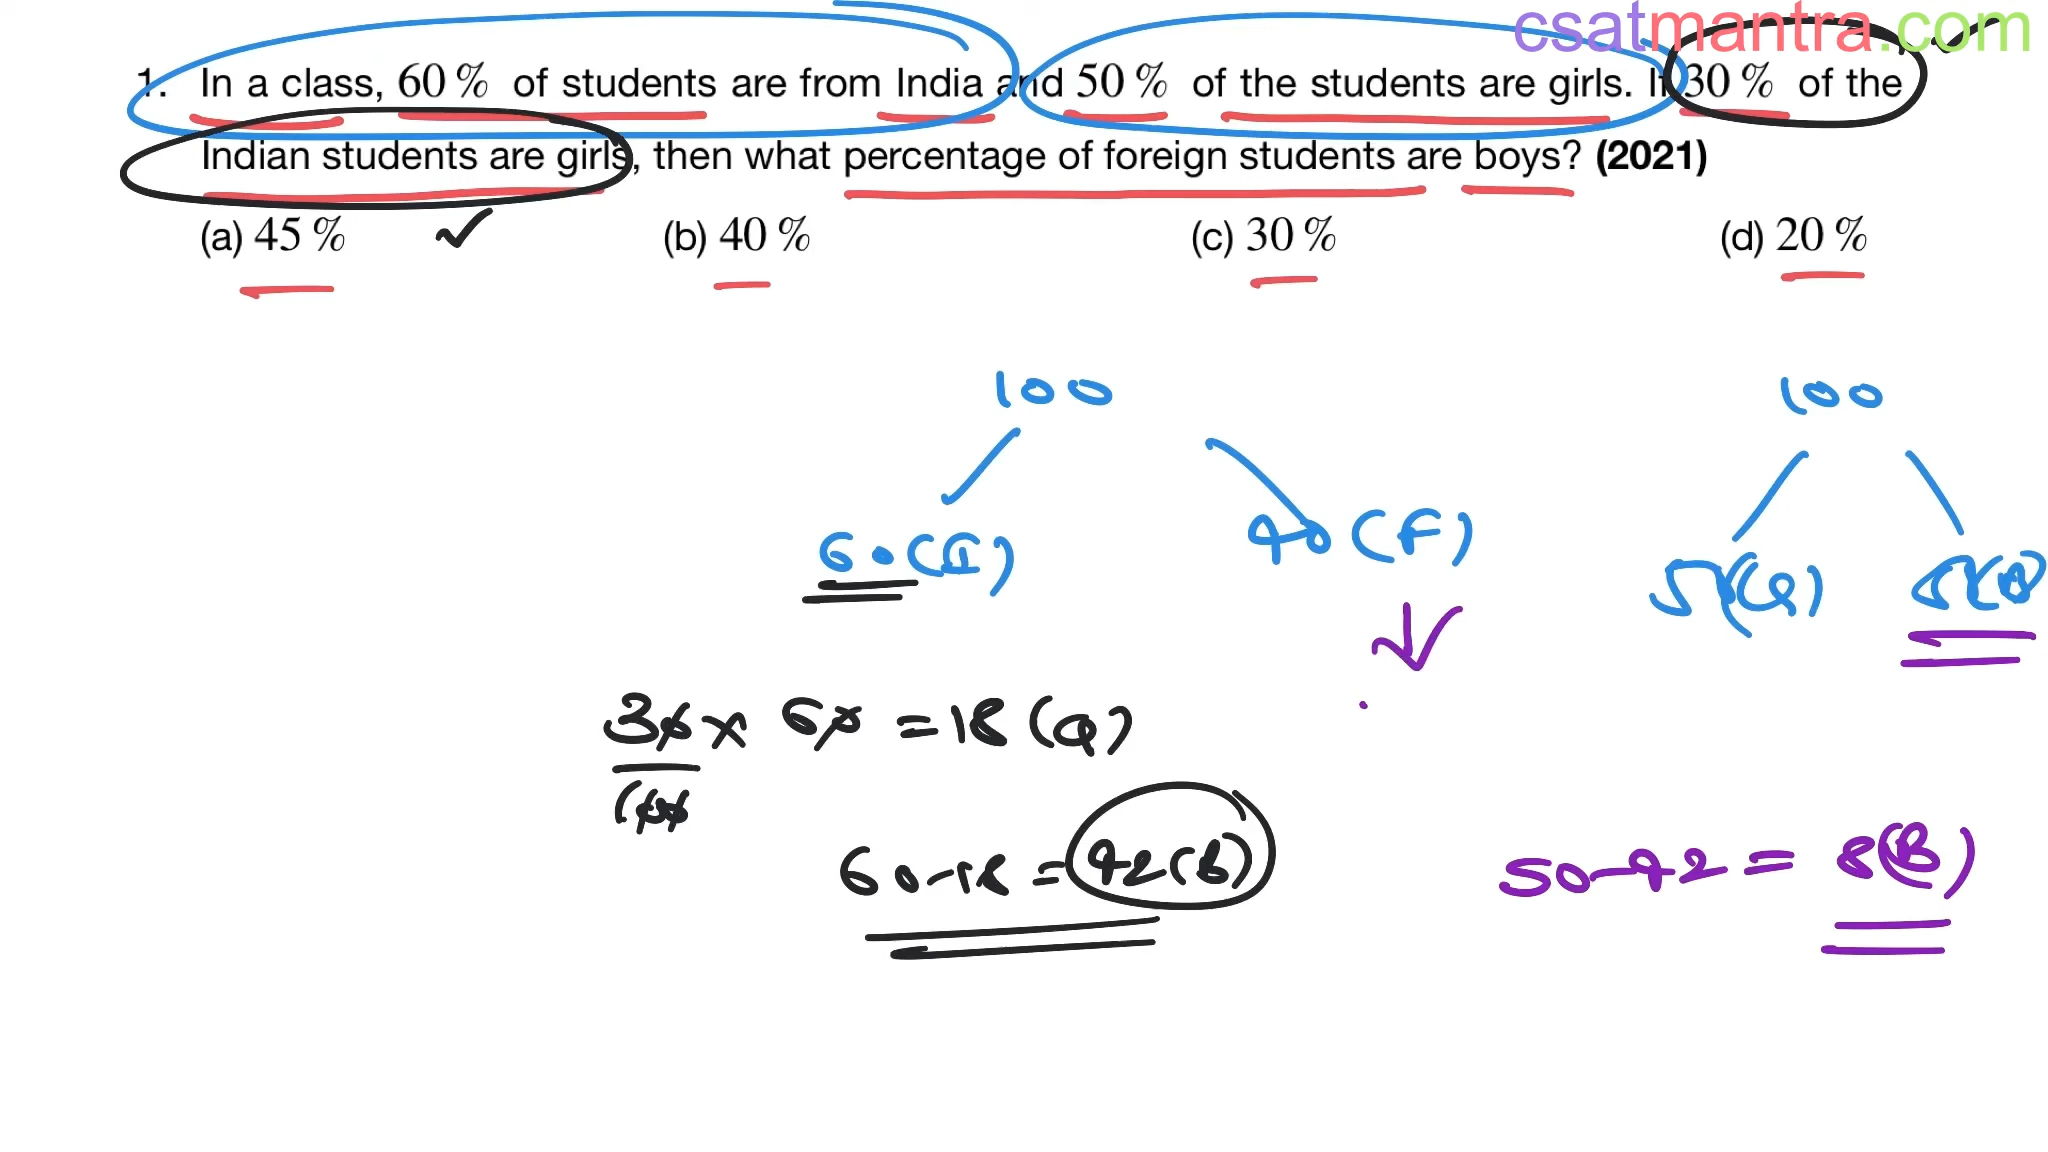 csatmantra.com
1. In a class, 60 % of students are from India and 50 % of the students are girls. If 30 % of the
Indian students are girls, then what percentage of foreign students are boys? (2021)
(a) 45 % (b) 40 % (c) 30 % (d) 20 %
100 100
60 (I) 40 (F) 50(G) 50(B)
30/100 × 60 = 18 (G)
60-18 = 42 (B) 50-42 = 8(B)